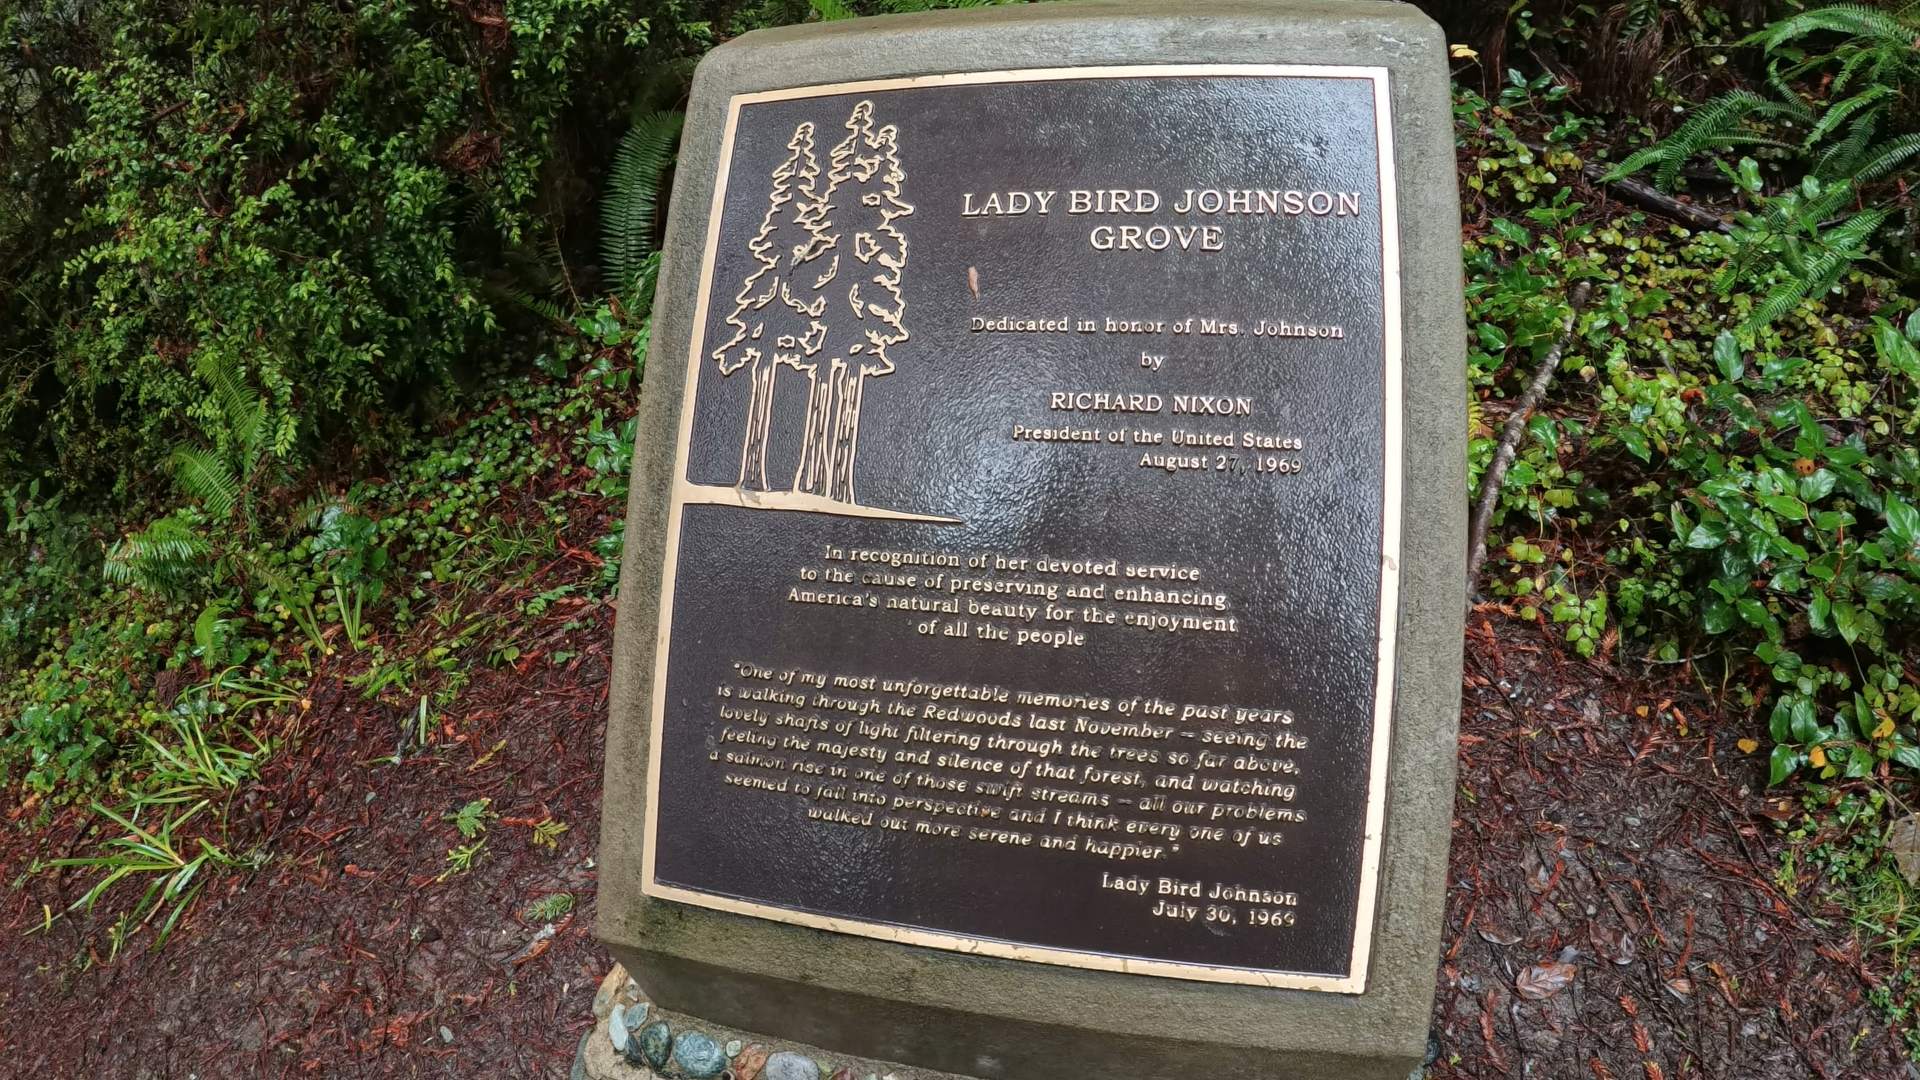 LADY BIRD JOHNSON
GROVE
Dedicated in honor of Mrs. Johnson
by
RICHARD NIXON
President of the United States
August 27, 1969
In recognition of her devoted service
to the cause of preserving and enhancing
America's natural beauty for the enjoyment
of all the people
"One of my most unforgettable memories of the past years
is walking through the Redwoods last November – seeing the
lovely shafts of light filtering through the trees so far above,
feeling the majesty and silence of that forest, and watching
a salmon rise in one of those swift streams – all our problems
seemed to fall into perspective and I think every one of us
walked out more serene and happier."
Lady Bird Johnson
July 30, 1969